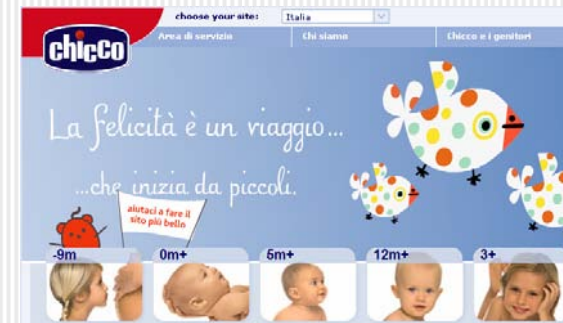 choose your site: Italia
chicco
Area di servizio Chi siamo Chicco e i genitori
La felicità è un viaggio...
...che inizia da piccoli.
aiutaci a fare il
sito più bello
-9m 0m+ 5m+ 12m+ 3+